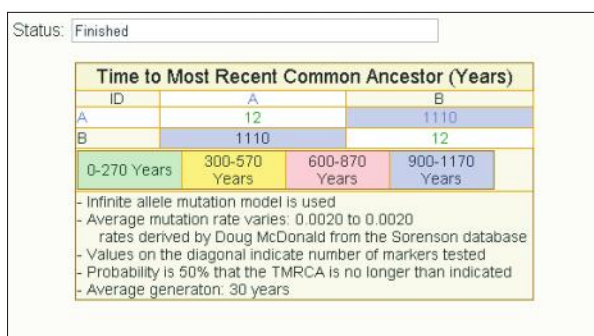 Status: Finished
Time to Most Recent Common Ancestor (Years)
ID A B
A 12 1110
B 1110 12
0-270 Years 300-570 Years 600-870 Years 900-1170 Years
- Infinite allele mutation model is used
- Average mutation rate varies: 0.0020 to 0.0020
rates derived by Doug McDonald from the Sorenson database
- Values on the diagonal indicate number of markers tested
- Probability is 50% that the TMRCA is no longer than indicated
- Average generaton: 30 years